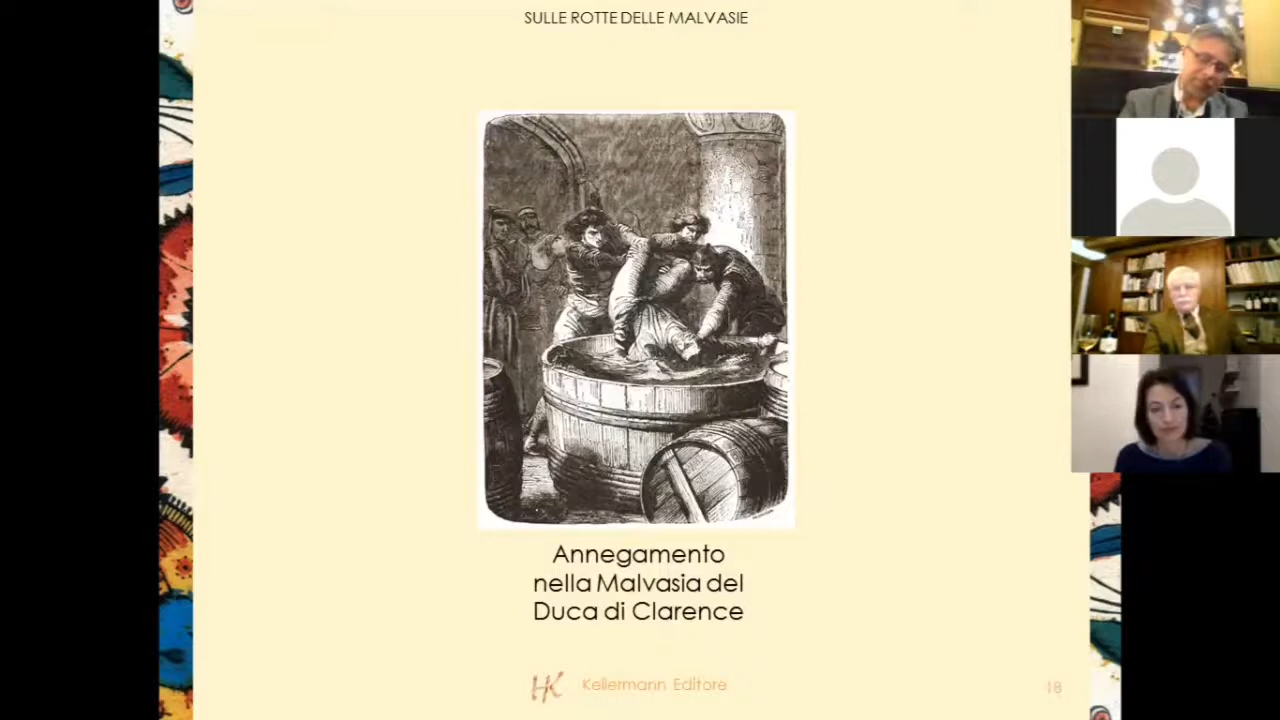 SULLE ROTTE DELLE MALVASIE
Annegamento
nella Malvasia del
Duca di Clarence
HK Kellermann Editore
18